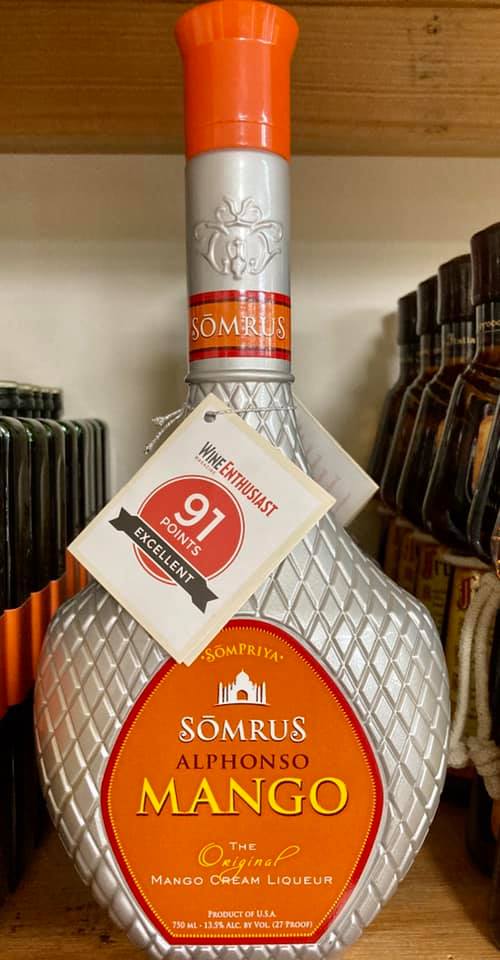 SŌMRUS
WINE ENTHUSIAST
MAGAZINE
91
POINTS
EXCELLENT
·SŌMPRIYA·
SŌMRUS
ALPHONSO
MANGO
THE
Original
MANGO CREAM LIQUEUR
PRODUCT OF U.S.A.
750 ML - 13.5% ALC. BY VOL. (27 PROOF)